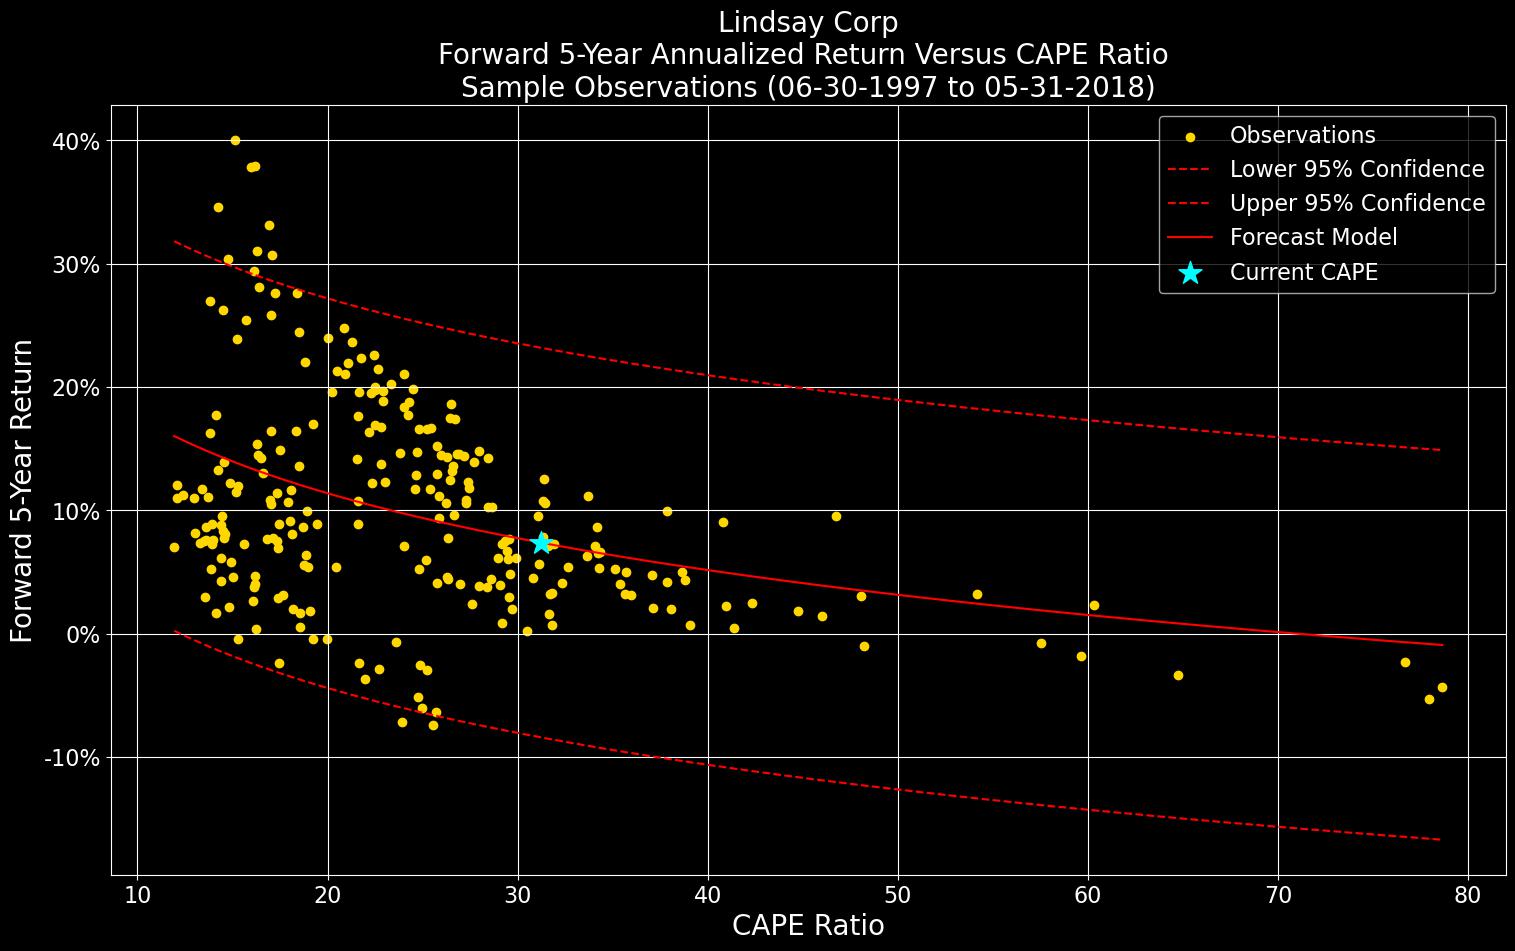 Lindsay Corp
Forward 5-Year Annualized Return Versus CAPE Ratio
Sample Observations (06-30-1997 to 05-31-2018)
Observations
Lower 95% Confidence
Upper 95% Confidence
Forecast Model
Current CAPE
Forward 5-Year Return
40%
30%
20%
10%
0%
-10%
10 20 30 40 50 60 70 80
CAPE Ratio